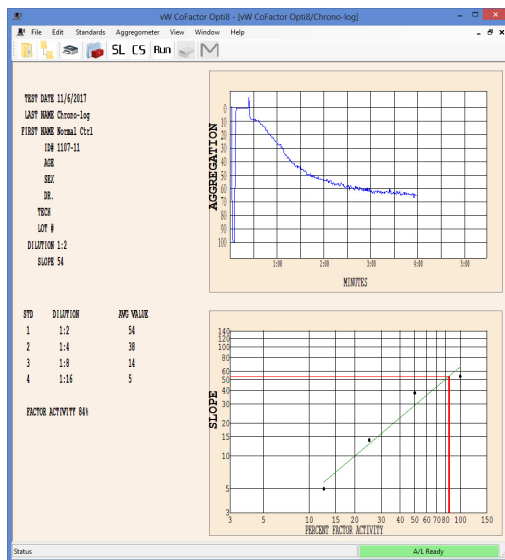 vW CoFactor Opti8 - [vW CoFactor Opti8/Chrono-log]
File Edit Standards Aggregometer View Window Help
SL CS Run M
TEST DATE 11/6/2017
LAST NAME Chrono-log
FIRST NAME Normal Ctrl
ID# 1107-11
AGE
SEX
DR.
TECH
LOT #
DILUTION 1:2
SLOPE 54
AGGREGATION
0
10
20
30
40
50
60
70
80
90
100
1:00 2:00 3:00 4:00 5:00
MINUTES
STD DILUTION AVG VALUE
1 1:2 54
2 1:4 38
3 1:8 14
4 1:16 5
FACTOR ACTIVITY 84%
SLOPE
140
120
100
80
60
50
40
30
20
15
10
5
3
3 5 10 15 20 30 40 50 60 70 80 100 150
PERCENT FACTOR ACTIVITY
Status A/L Ready